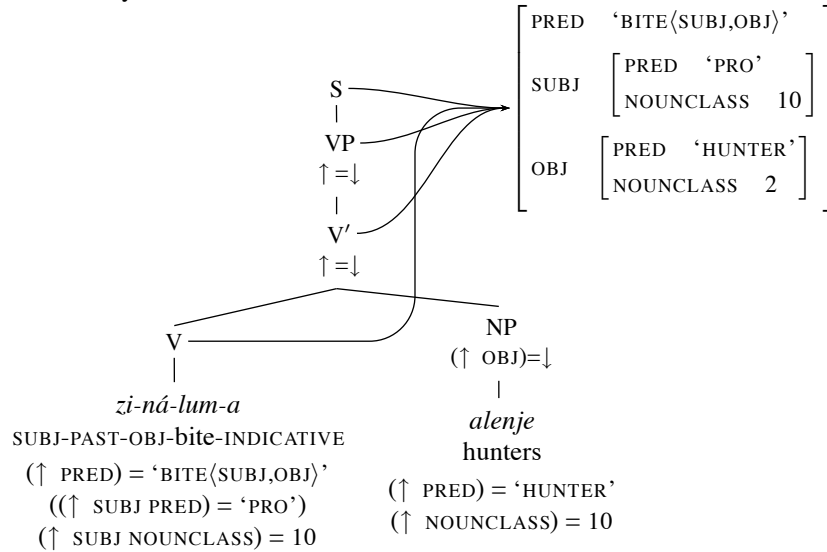 PRED ‘BITE⟨SUBJ,OBJ⟩’
SUBJ
PRED ‘PRO’
NOUNCLASS 10
OBJ
PRED ‘HUNTER’
NOUNCLASS 2
S
VP
↑=↓
V′
↑=↓
V
NP
(↑ OBJ)=↓
zi-ná-lum-a
SUBJ-PAST-OBJ-bite-INDICATIVE
(↑ PRED) = ‘BITE⟨SUBJ,OBJ⟩’
((↑ SUBJ PRED) = ‘PRO’)
(↑ SUBJ NOUNCLASS) = 10
alenje
hunters
(↑ PRED) = ‘HUNTER’
(↑ NOUNCLASS) = 10